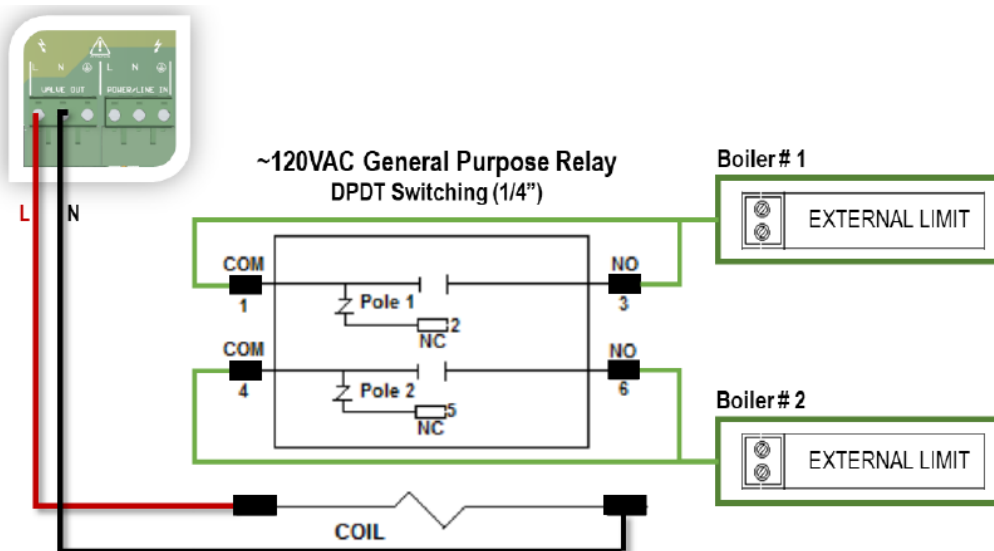 L N L N
VALVE OUT POWER/LINE IN
L N
~120VAC General Purpose Relay
DPDT Switching (1/4")
Boiler # 1
EXTERNAL LIMIT
COM NO
1 3
Pole 1
2
NC
COM NO
4 6
Pole 2
5
NC
Boiler # 2
EXTERNAL LIMIT
COIL